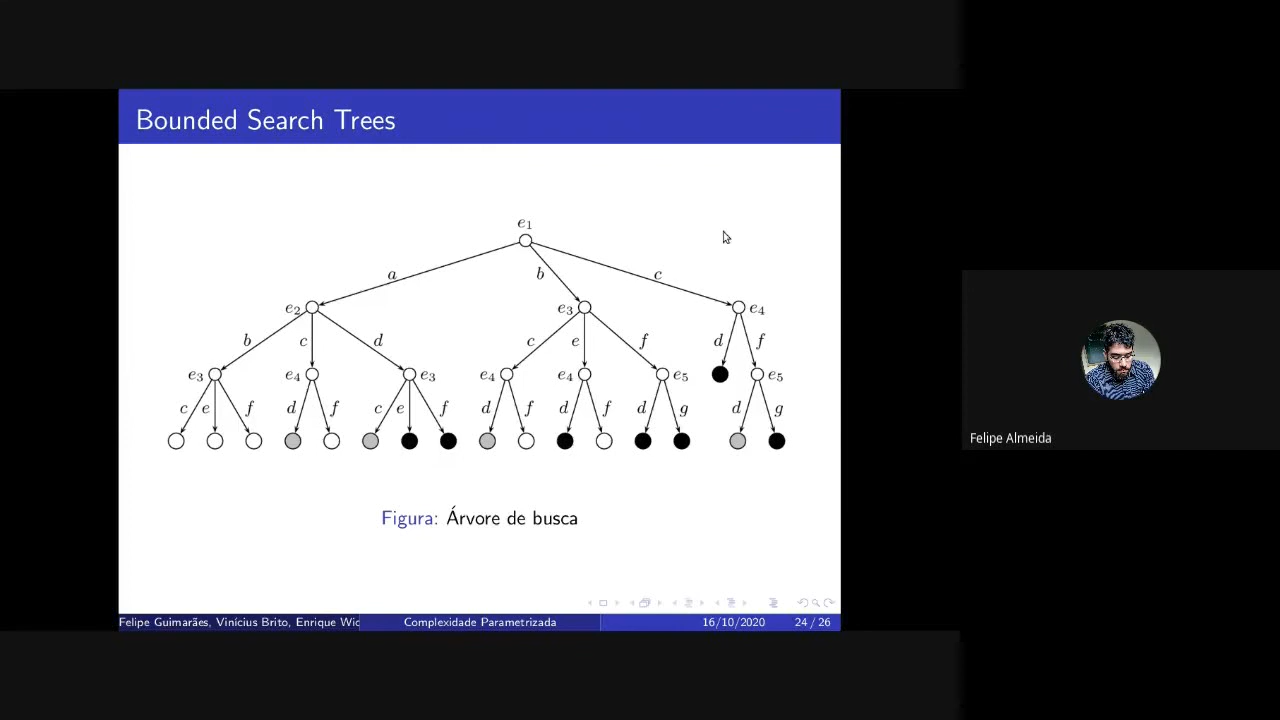 Bounded Search Trees
e₁
a b c
e₂ e₃ e₄
b c d c e f d f
e₃ e₄ e₃ e₄ e₄ e₅ e₅
c e f d f c e f d f d f d g d g
Figura: Árvore de busca
Felipe Guimarães, Vinícius Brito, Enrique Wic
Complexidade Parametrizada
16/10/2020
24 / 26
Felipe Almeida